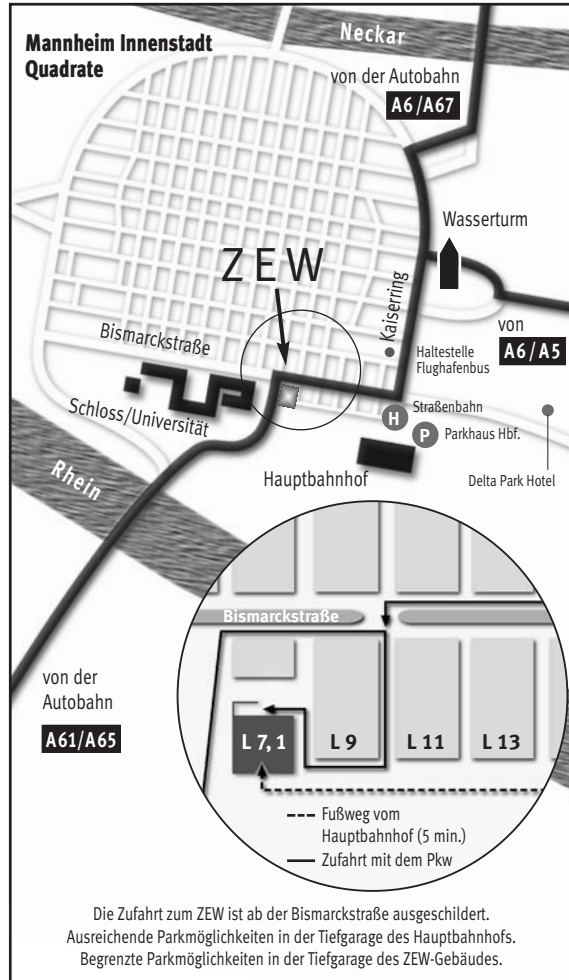 Mannheim Innenstadt
Quadrate
Neckar
von der Autobahn
A6/A67
Wasserturm
ZEW
Kaiserring
von
A6/A5
Bismarckstraße
Haltestelle
Flughafenbus
Schloss/Universität
H
Straßenbahn
P
Parkhaus Hbf.
Rhein
Hauptbahnhof
Delta Park Hotel
Bismarckstraße
von der
Autobahn
A61/A65
L 7, 1
L 9
L 11
L 13
Fußweg vom
Hauptbahnhof (5 min.)
Zufahrt mit dem Pkw
Die Zufahrt zum ZEW ist ab der Bismarckstraße ausgeschildert.
Ausreichende Parkmöglichkeiten in der Tiefgarage des Hauptbahnhofs.
Begrenzte Parkmöglichkeiten in der Tiefgarage des ZEW-Gebäudes.